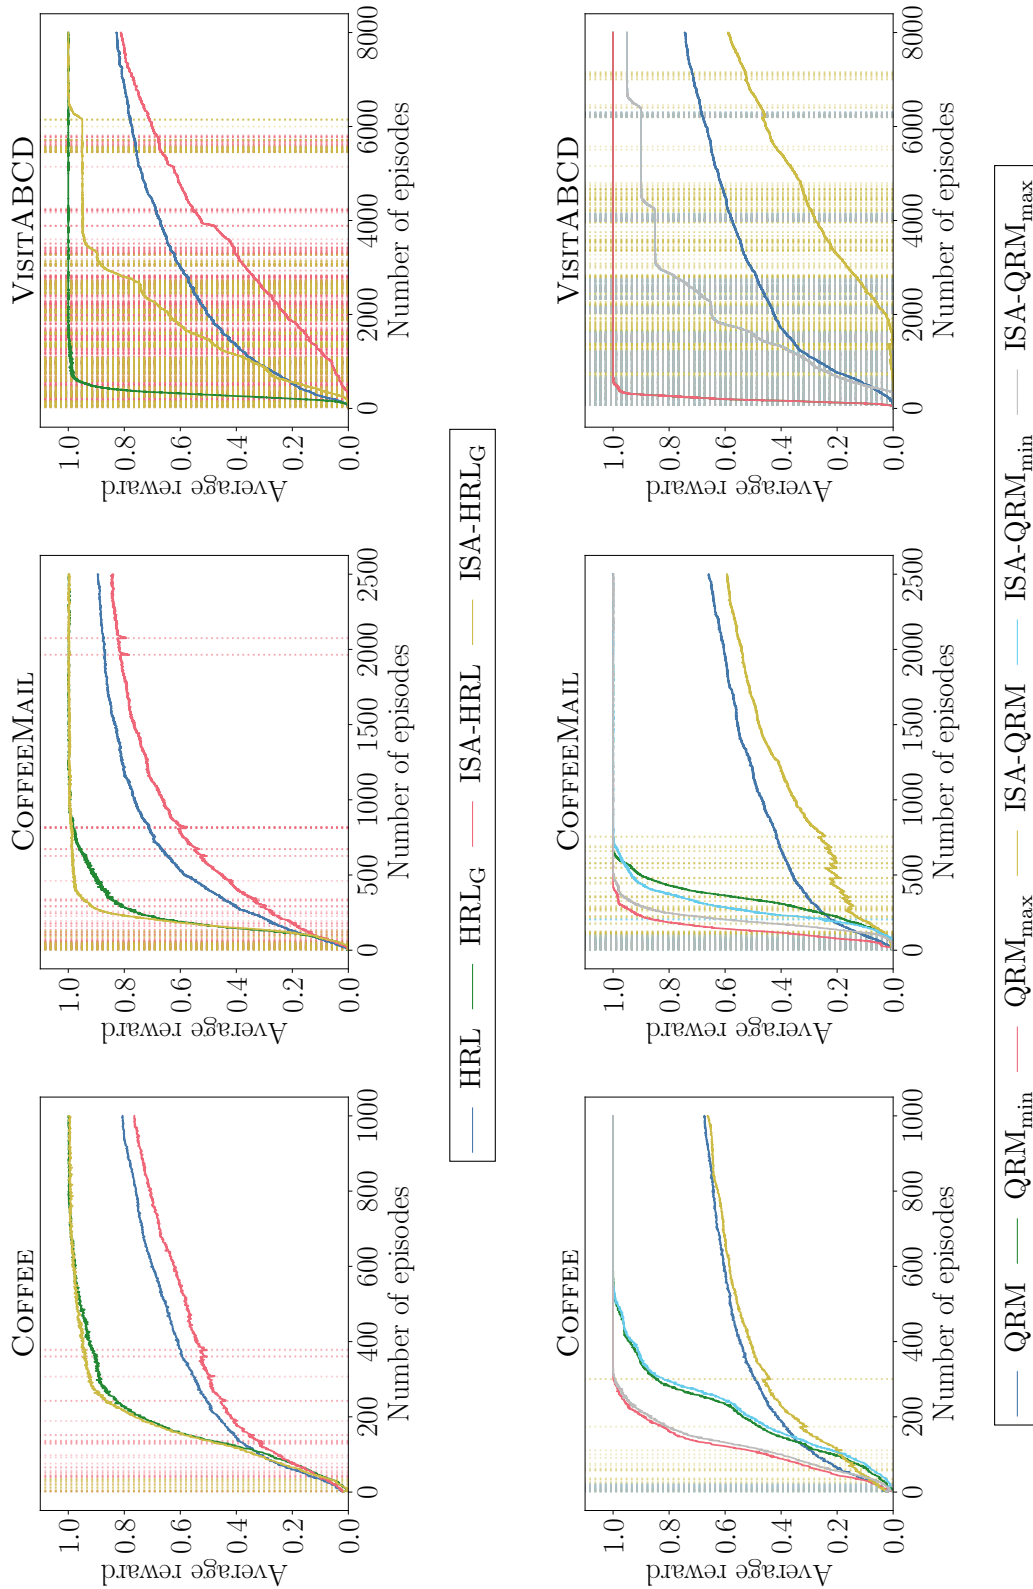 COFFEE
COFFEEMAIL
VISITABCD
Average reward
1.0
0.8
0.6
0.4
0.2
0.0
0 200 400 600 800 1000
Number of episodes
Average reward
1.0
0.8
0.6
0.4
0.2
0.0
0 500 1000 1500 2000 2500
Number of episodes
Average reward
1.0
0.8
0.6
0.4
0.2
0.0
0 2000 4000 6000 8000
Number of episodes
HRL HRL_G ISA-HRL ISA-HRL_G
COFFEE
COFFEEMAIL
VISITABCD
Average reward
1.0
0.8
0.6
0.4
0.2
0.0
0 200 400 600 800 1000
Number of episodes
Average reward
1.0
0.8
0.6
0.4
0.2
0.0
0 500 1000 1500 2000 2500
Number of episodes
Average reward
1.0
0.8
0.6
0.4
0.2
0.0
0 2000 4000 6000 8000
Number of episodes
QRM QRM_min QRM_max ISA-QRM ISA-QRM_min ISA-QRM_max